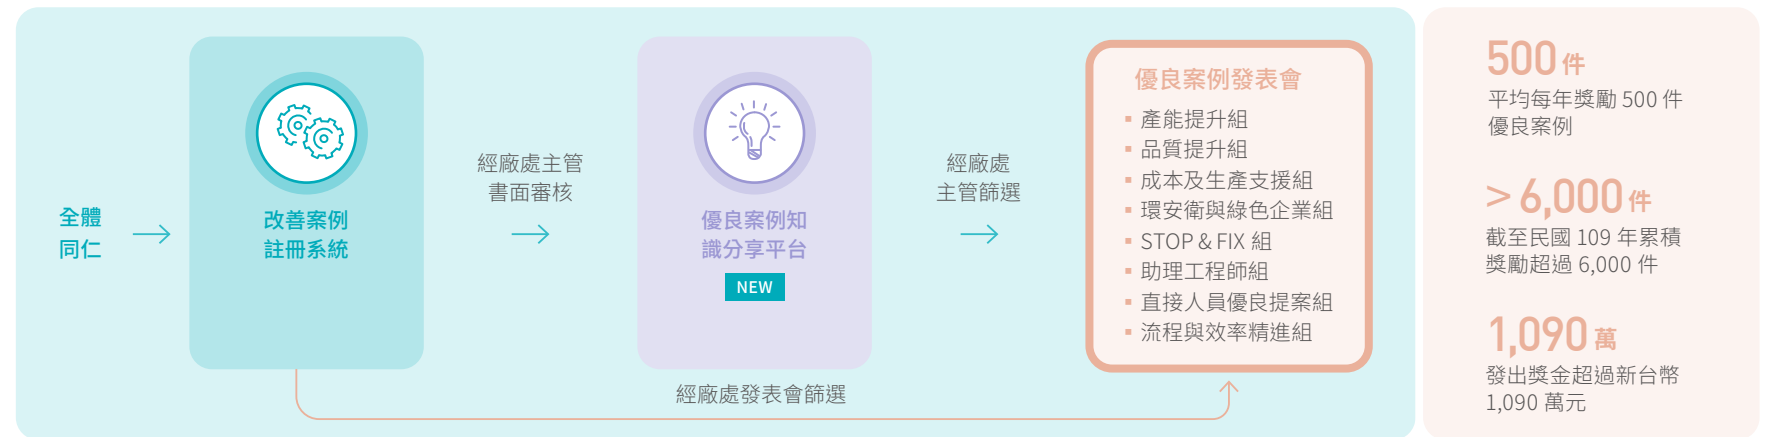 全體
同仁
改善案例
註冊系統
經廠處主管
書面審核
優良案例知
識分享平台
NEW
經廠處
主管篩選
優良案例發表會
▪ 產能提升組
▪ 品質提升組
▪ 成本及生產支援組
▪ 環安衛與綠色企業組
▪ STOP & FIX 組
▪ 助理工程師組
▪ 直接人員優良提案組
▪ 流程與效率精進組
經廠處發表會篩選
500 件
平均每年獎勵 500 件
優良案例
> 6,000 件
截至民國 109 年累積
獎勵超過 6,000 件
1,090 萬
發出獎金超過新台幣
1,090 萬元